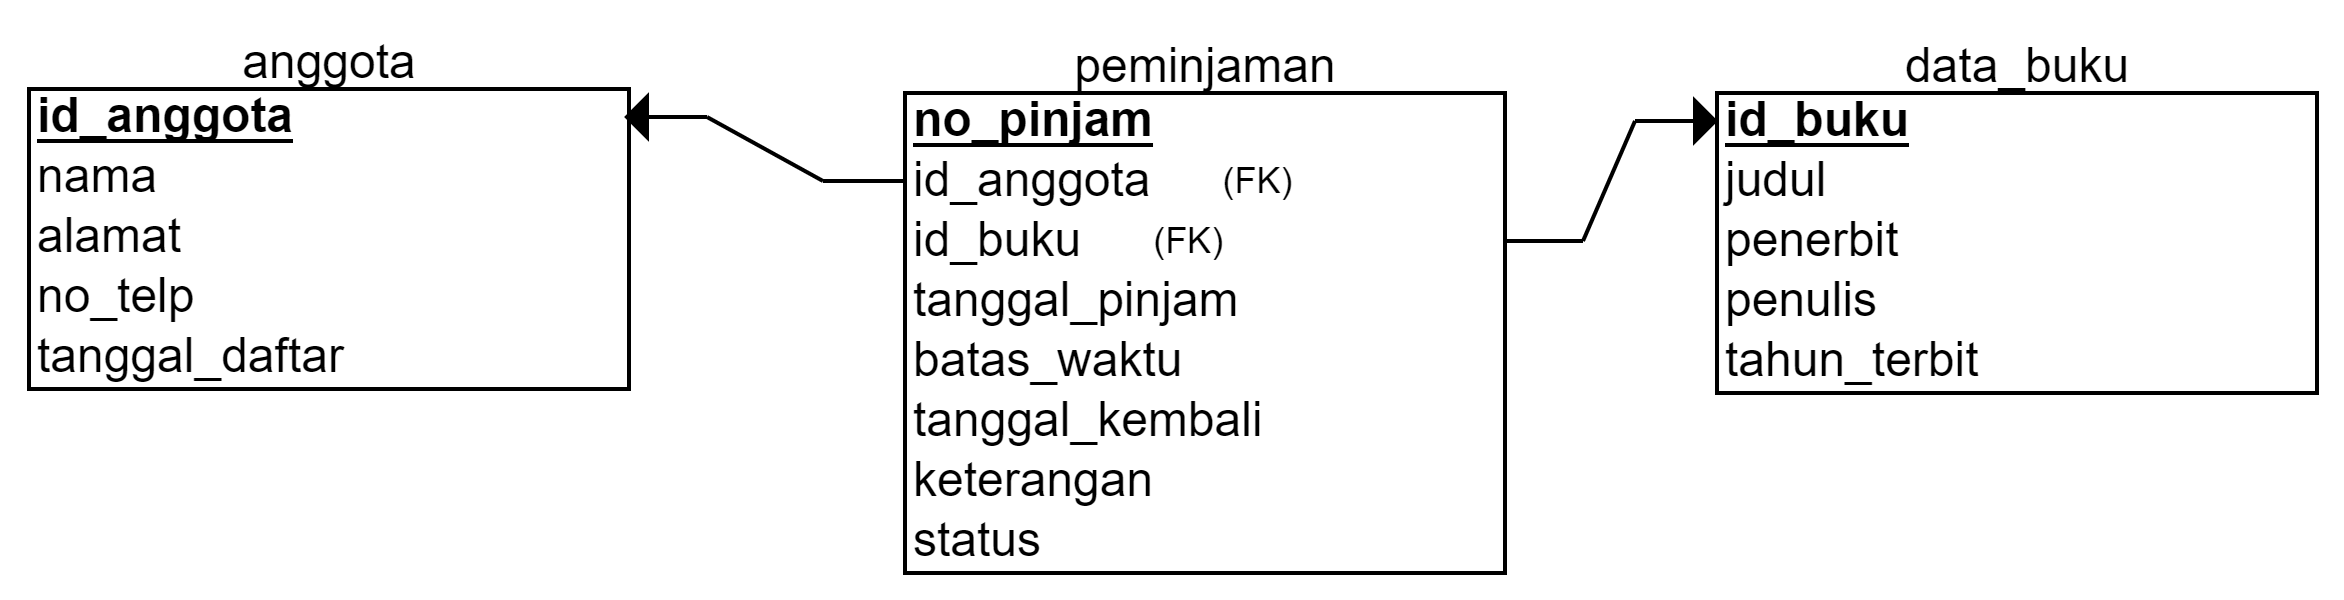 anggota
id_anggota
nama
alamat
no_telp
tanggal_daftar
peminjaman
no_pinjam
id_anggota (FK)
id_buku (FK)
tanggal_pinjam
batas_waktu
tanggal_kembali
keterangan
status
data_buku
id_buku
judul
penerbit
penulis
tahun_terbit